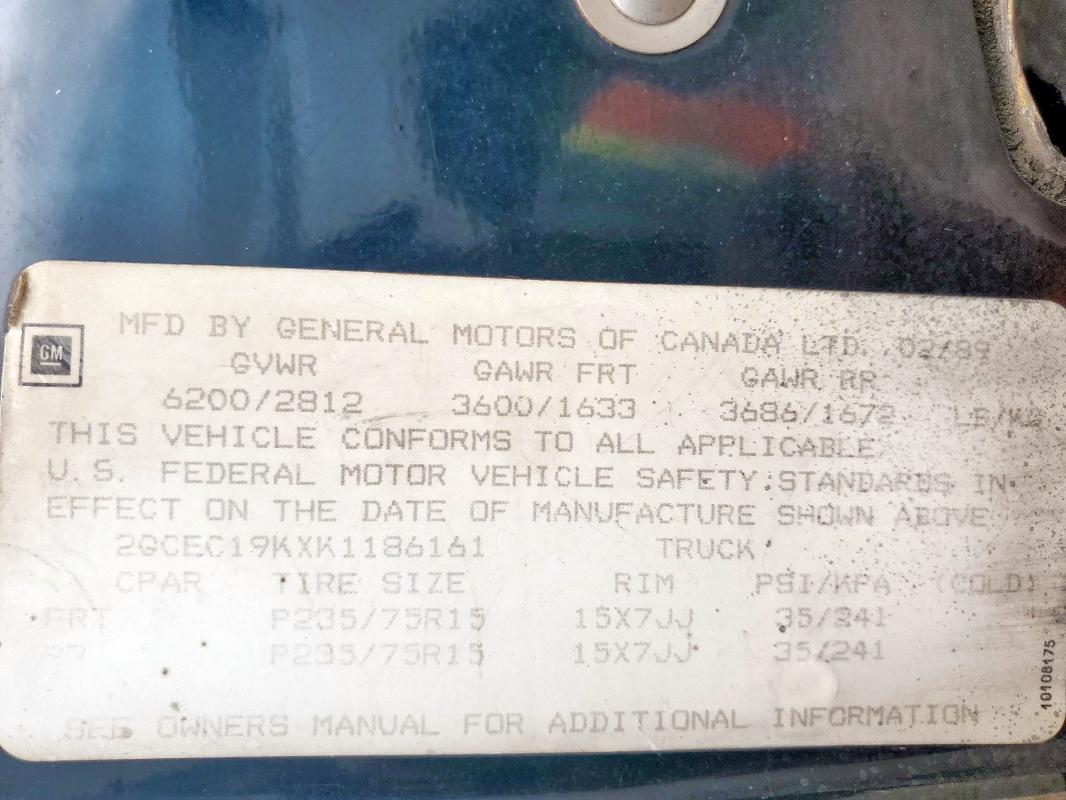 MFD BY GENERAL MOTORS OF CANADA LTD. 02/89
GM
GVWR GAWR FRT GAWR RR
6200/2812 3600/1633 3686/1672 LB/KG
THIS VEHICLE CONFORMS TO ALL APPLICABLE
U.S. FEDERAL MOTOR VEHICLE SAFETY STANDARDS IN
EFFECT ON THE DATE OF MANUFACTURE SHOWN ABOVE
2GCEC19KXK1186161 TRUCK
CPAR TIRE SIZE RIM PSI/KPA (COLD)
FRT P235/75R15 15X7JJ 35/241
RR P235/75R15 15X7JJ 35/241
SEE OWNERS MANUAL FOR ADDITIONAL INFORMATION
10108175